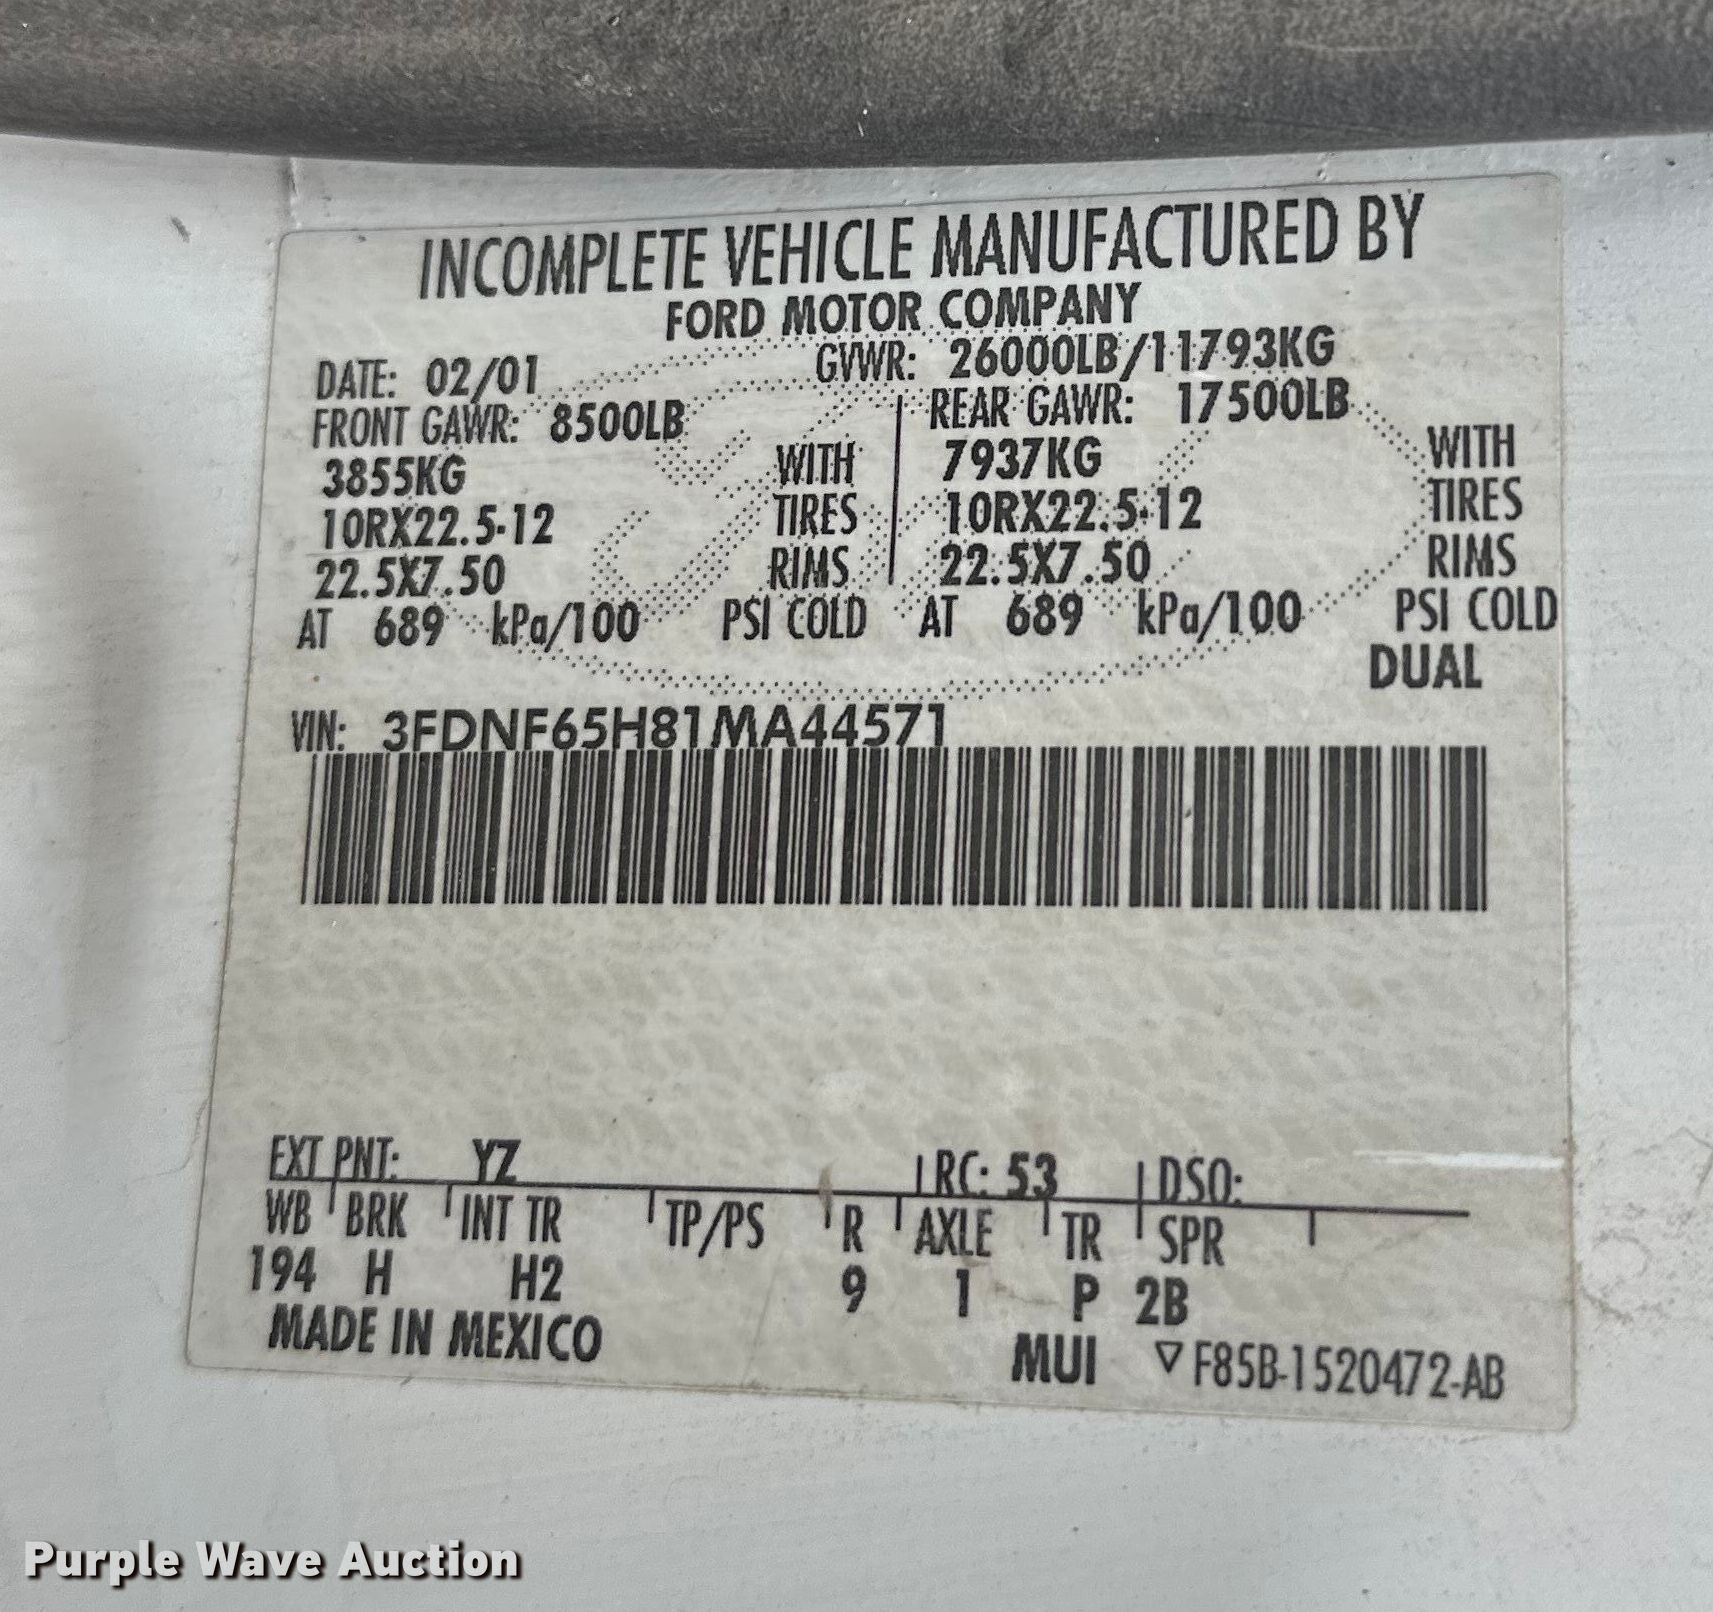 INCOMPLETE VEHICLE MANUFACTURED BY
FORD MOTOR COMPANY
DATE: 02/01 GVWR: 26000LB/11793KG
FRONT GAWR: 8500LB REAR GAWR: 17500LB
3855KG WITH 7937KG WITH
10RX22.5-12 TIRES 10RX22.5-12 TIRES
22.5X7.50 RIMS 22.5X7.50 RIMS
AT 689 kPa/100 PSI COLD AT 689 kPa/100 PSI COLD
DUAL
VIN: 3FDNF65H81MA44571
EXT PNT: YZ RC: 53 DSO:
WB BRK INT TR TP/PS R AXLE TR SPR
194 H H2 9 1 P 2B
MADE IN MEXICO MUI ▽ F85B-1520472-AB
Purple Wave Auction